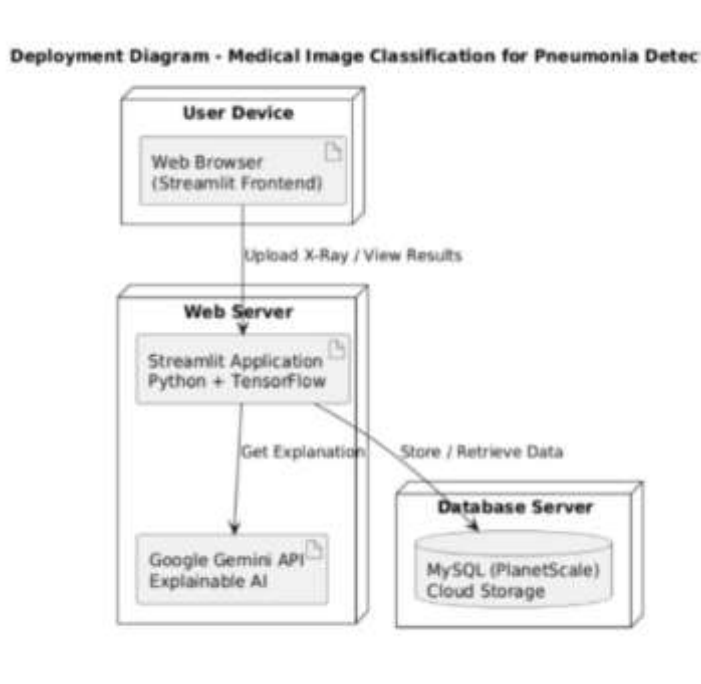 Deployment Diagram - Medical Image Classification for Pneumonia Detec
User Device
Web Browser
(Streamlit Frontend)
Upload X-Ray / View Results
Web Server
Streamlit Application
Python + TensorFlow
Get Explanation
Store / Retrieve Data
Database Server
Google Gemini API
Explainable AI
MySQL (PlanetScale)
Cloud Storage